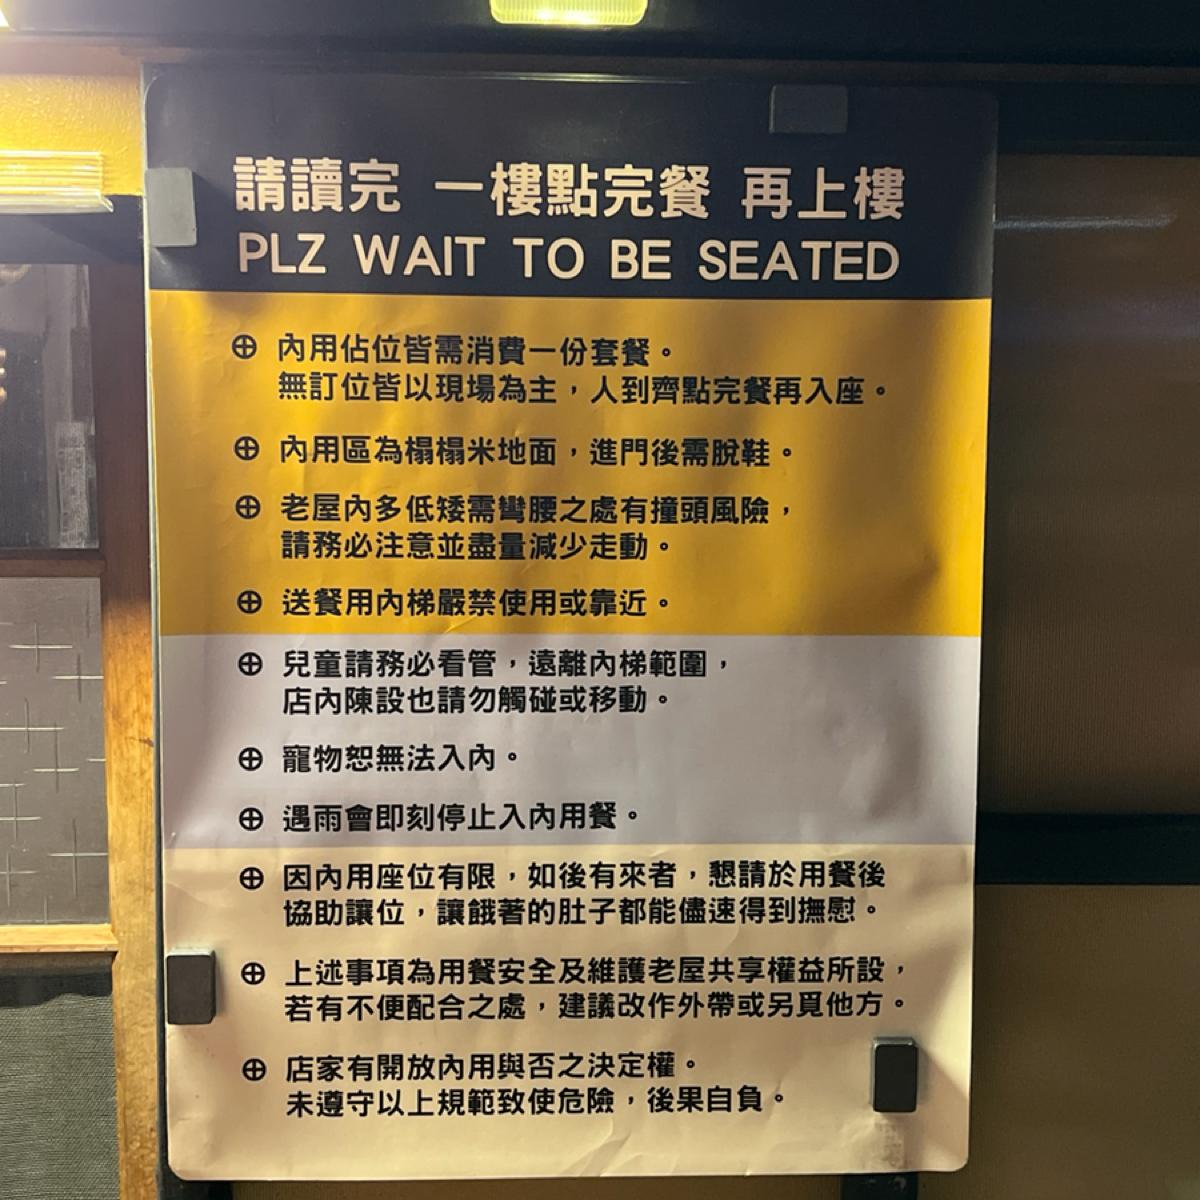 請讀完 一樓點完餐 再上樓
PLZ WAIT TO BE SEATED
⊕ 內用佔位皆需消費一份套餐。
無訂位皆以現場為主，人到齊點完餐再入座。
⊕ 內用區為榻榻米地面，進門後需脫鞋。
⊕ 老屋內多低矮需彎腰之處有撞頭風險，
請務必注意並盡量減少走動。
⊕ 送餐用內梯嚴禁使用或靠近。
⊕ 兒童請務必看管，遠離內梯範圍，
店內陳設也請勿觸碰或移動。
⊕ 寵物恕無法入內。
⊕ 遇雨會即刻停止入內用餐。
⊕ 因內用座位有限，如後有來者，懇請於用餐後
協助讓位，讓餓著的肚子都能儘速得到撫慰。
⊕ 上述事項為用餐安全及維護老屋共享權益所設，
若有不便配合之處，建議改作外帶或另覓他方。
⊕ 店家有開放內用與否之決定權。
未遵守以上規範致使危險，後果自負。